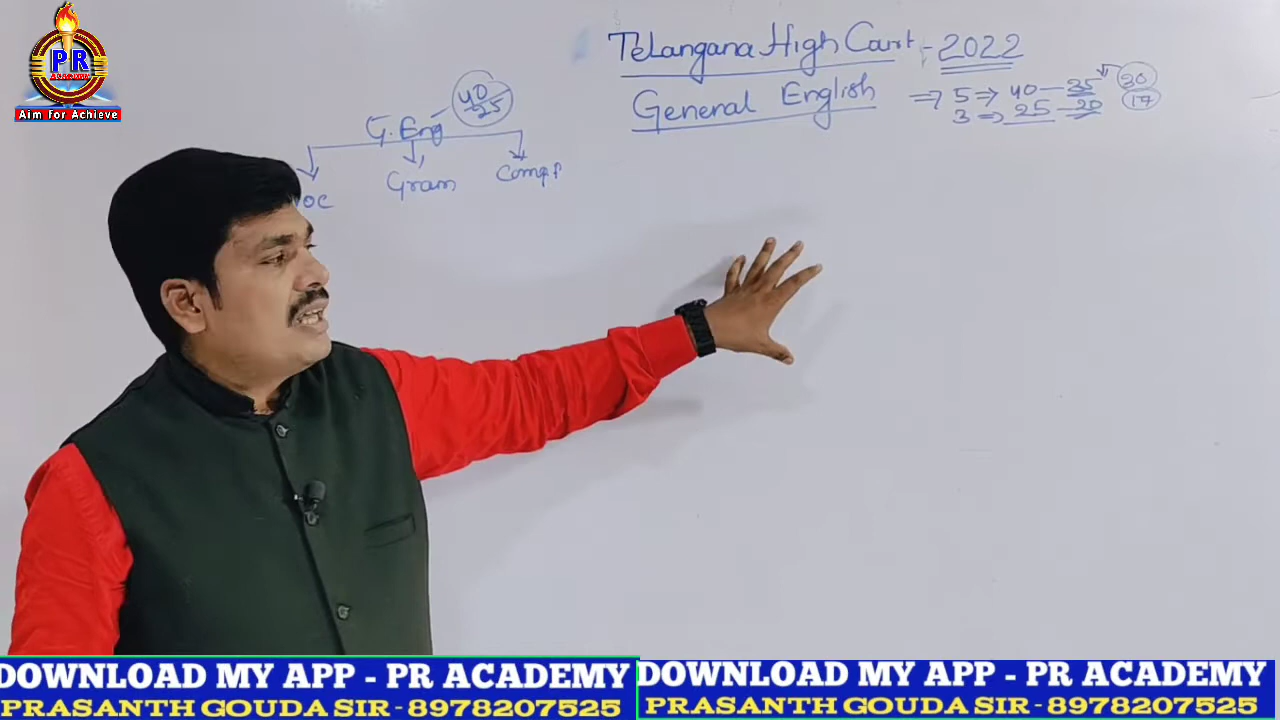 PR
ACADEMY
Aim For Achieve
Telangana High Court - 2022
General English
⇒ 5 ⇒ 40 - 35 30
3 ⇒ 25 - 20 17
G. Eng 40
25
oc Gram Comp
DOWNLOAD MY APP - PR ACADEMY DOWNLOAD MY APP - PR ACADEMY
PRASANTH GOUDA SIR - 8978207525 PRASANTH GOUDA SIR - 8978207525